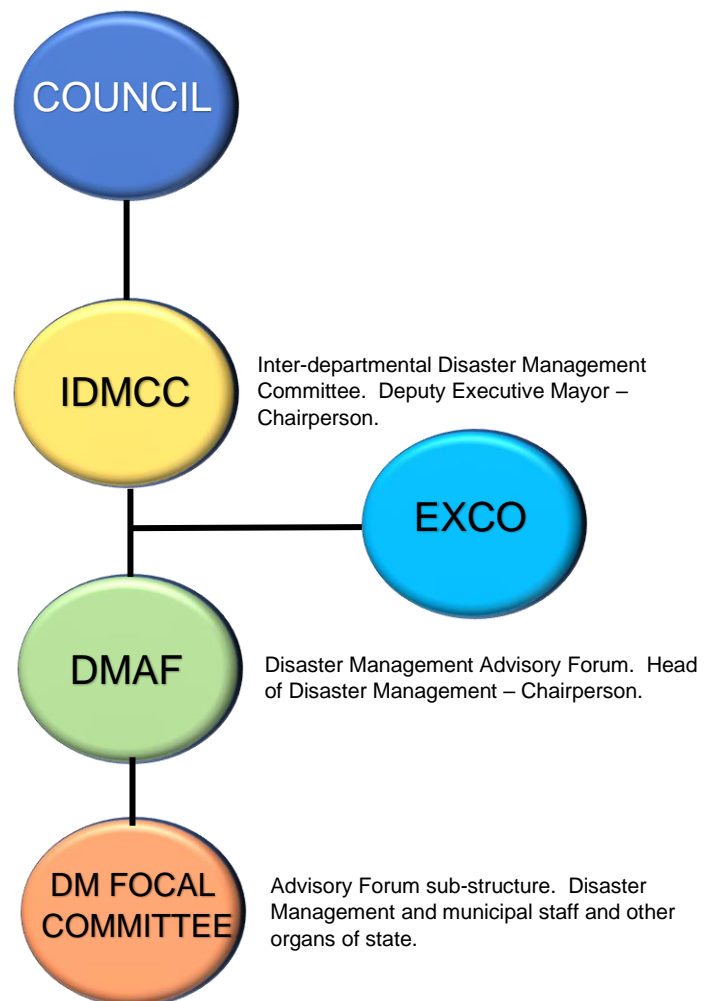 COUNCIL
IDMCC
Inter-departmental Disaster Management
Committee.  Deputy Executive Mayor –
Chairperson.
EXCO
DMAF
Disaster Management Advisory Forum.  Head
of Disaster Management – Chairperson.
DM FOCAL
COMMITTEE
Advisory Forum sub-structure.  Disaster
Management and municipal staff and other
organs of state.